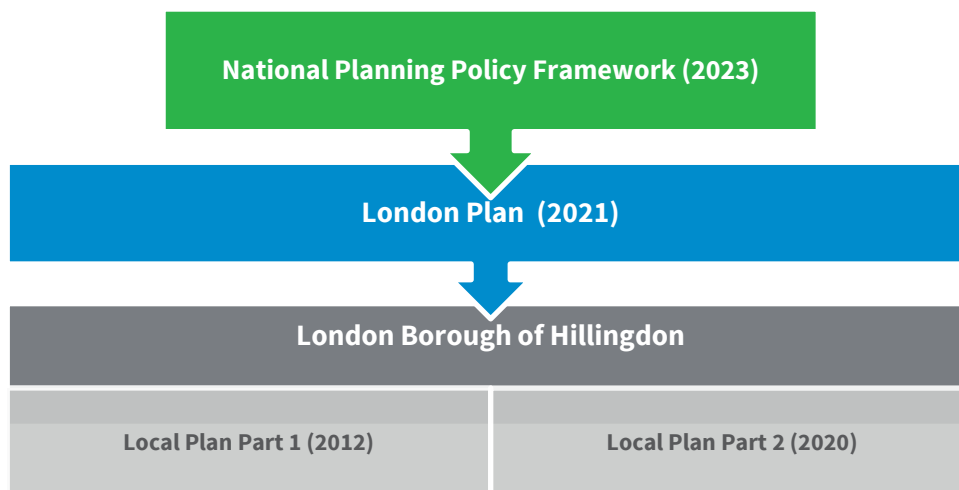 National Planning Policy Framework (2023)
London Plan (2021)
London Borough of Hillingdon
Local Plan Part 1 (2012)
Local Plan Part 2 (2020)